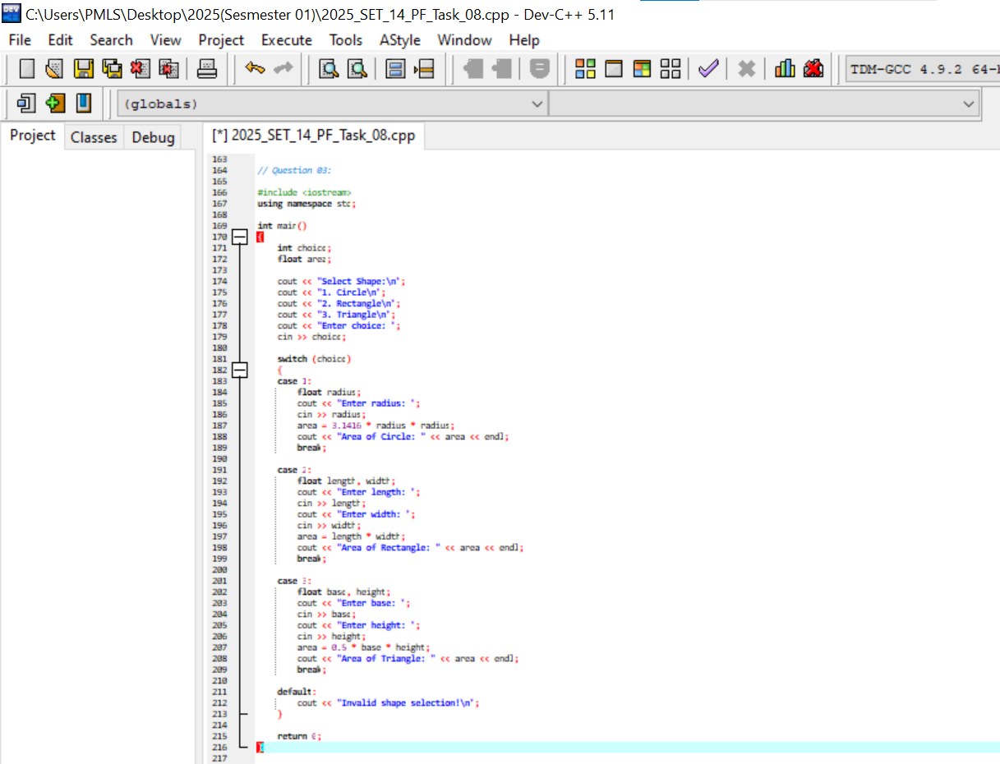 C:\Users\PMLS\Desktop\2025(Sesmester 01)\2025_SET_14_PF_Task_08.cpp - Dev-C++ 5.11
File Edit Search View Project Execute Tools AStyle Window Help
TDM-GCC 4.9.2 64-
(globals)
Project Classes Debug
[*] 2025_SET_14_PF_Task_08.cpp
163
164 // Question 03:
165
166 #include <iostream>
167 using namespace std;
168
169 int main()
170 {
171 int choice;
172 float area;
173
174 cout << "Select Shape:\n";
175 cout << "1. Circle\n";
176 cout << "2. Rectangle\n";
177 cout << "3. Triangle\n";
178 cout << "Enter choice: ";
179 cin >> choice;
180
181 switch (choice)
182 {
183 case 1:
184 float radius;
185 cout << "Enter radius: ";
186 cin >> radius;
187 area = 3.1416 * radius * radius;
188 cout << "Area of Circle: " << area << endl;
189 break;
190
191 case 2:
192 float length, width;
193 cout << "Enter length: ";
194 cin >> length;
195 cout << "Enter width: ";
196 cin >> width;
197 area = length * width;
198 cout << "Area of Rectangle: " << area << endl;
199 break;
200
201 case 3:
202 float base, height;
203 cout << "Enter base: ";
204 cin >> base;
205 cout << "Enter height: ";
206 cin >> height;
207 area = 0.5 * base * height;
208 cout << "Area of Triangle: " << area << endl;
209 break;
210
211 default:
212 cout << "Invalid shape selection!\n";
213 }
214
215 return 0;
216 }
217